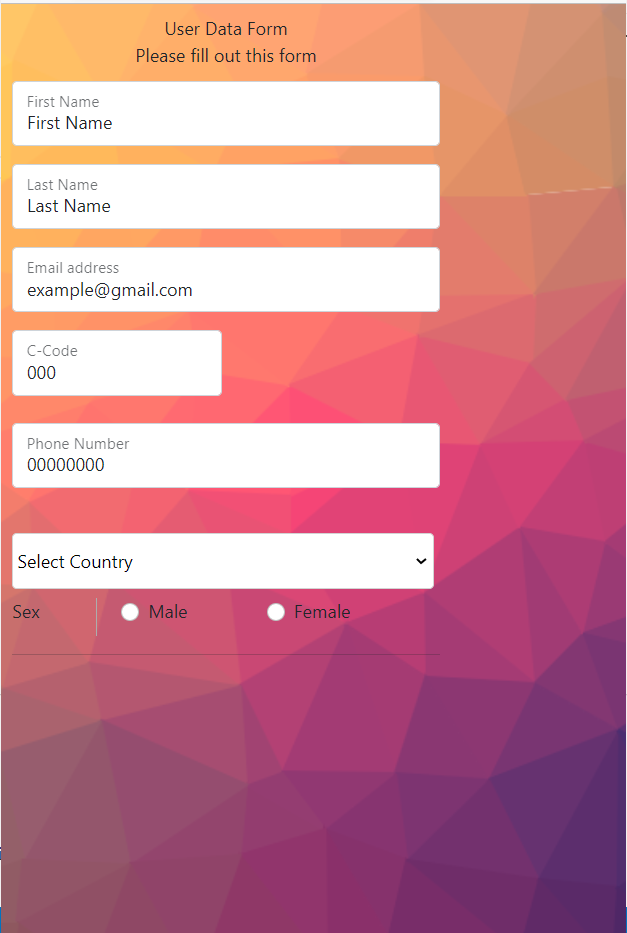 User Data Form
Please fill out this form
First Name
First Name
Last Name
Last Name
Email address
example@gmail.com
C-Code
000
Phone Number
00000000
Select Country
Sex Male Female